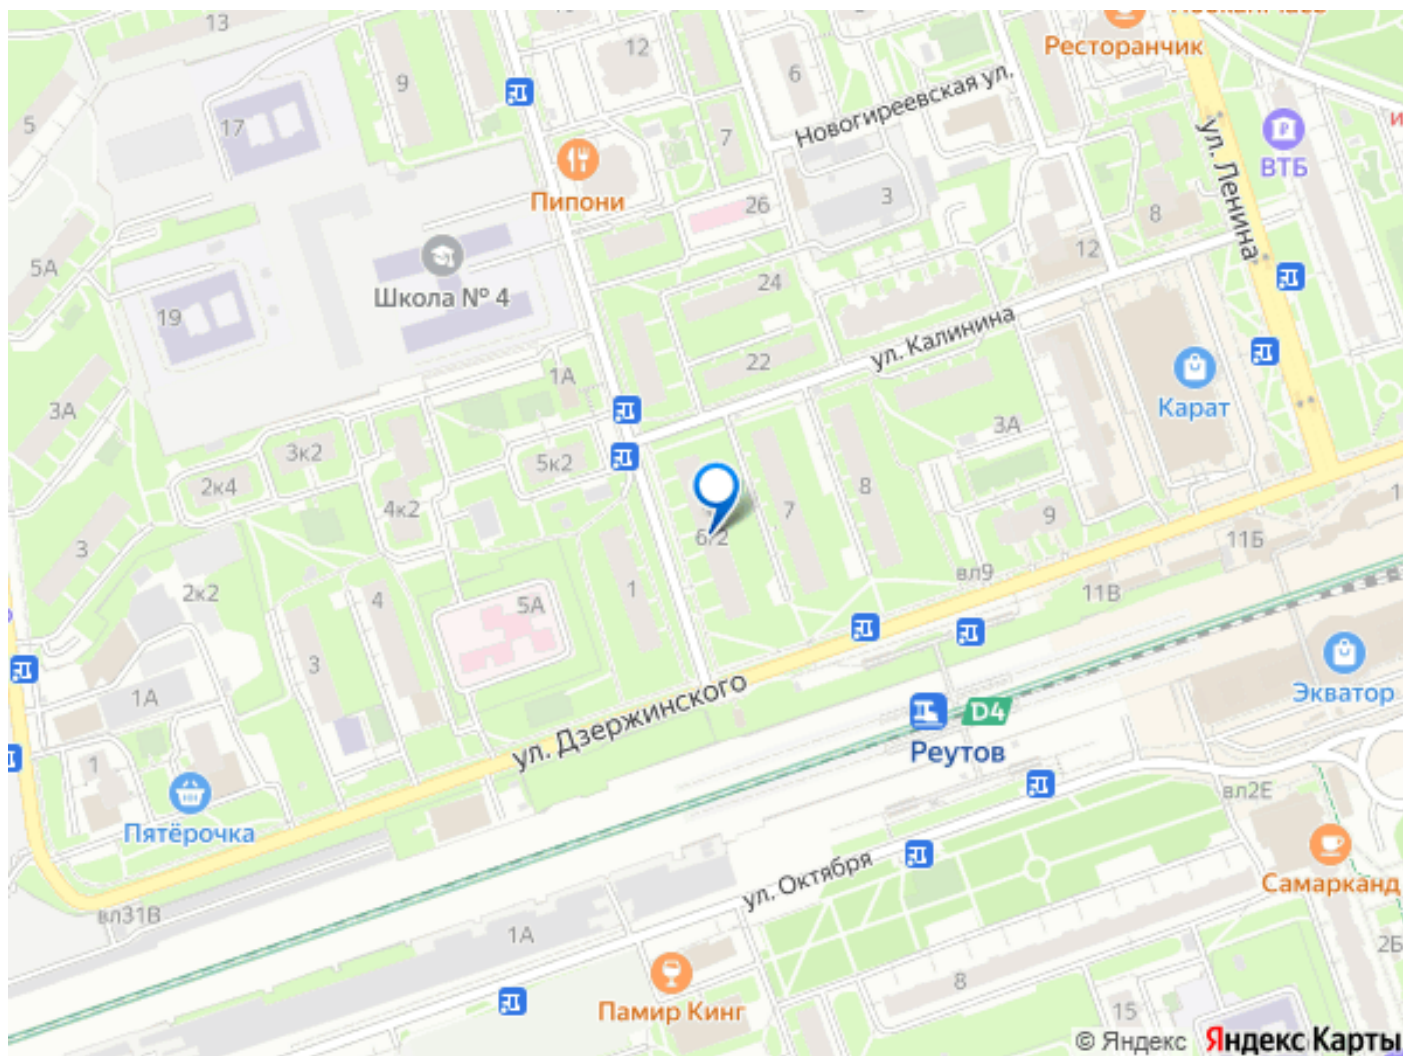 13
12
6
Ресторанчик
9
Новогиреевская ул.
5
17
7
ул. Ленина
ВТБ
Пипони
26
3
8
5А
Школа № 4
12
24
19
ул. Калинина
22
1А
Карат
3А
3А
3к2
5к2
2к4
4к2
8
7
9
6/2
11Б
3
вл9
2к2
4
5А
1
11В
3
1А
Экватор
ул. Дзержинского
D4
Реутов
1
вл2Е
Пятёрочка
ул. Октября
Самарканд
вл31В
1А
2Б
8
Памир Кинг
15
© Яндекс Яндекс Карты